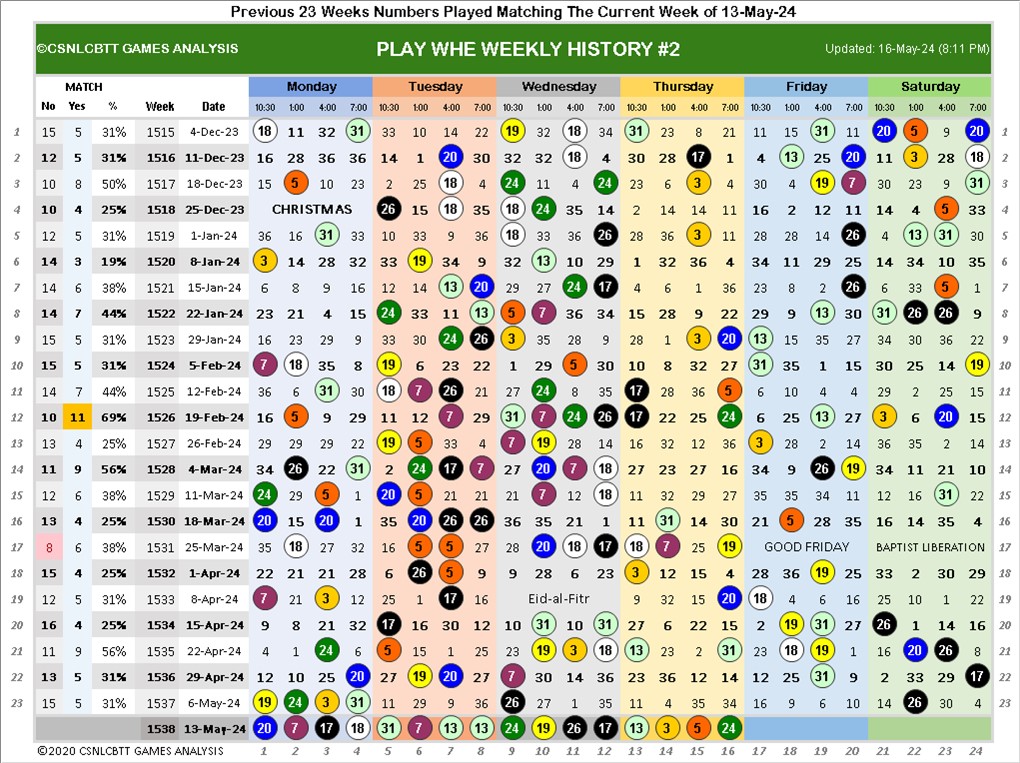 Previous 23 Weeks Numbers Played Matching The Current Week of 13-May-24
©CSNLCBTT GAMES ANALYSIS PLAY WHE WEEKLY HISTORY #2 Updated: 16-May-24 (8:11 PM)
MATCH Monday Tuesday Wednesday Thursday Friday Saturday
No Yes % Week Date 10:30 1:00 4:00 7:00 10:30 1:00 4:00 7:00 10:30 1:00 4:00 7:00 10:30 1:00 4:00 7:00 10:30 1:00 4:00 7:00 10:30 1:00 4:00 7:00
1 15 5 31% 1515 4-Dec-23 18 11 32 31 33 10 14 22 19 32 18 34 31 23 8 21 11 15 31 11 20 5 9 20 1
2 12 5 31% 1516 11-Dec-23 16 28 36 36 14 1 20 30 32 32 18 4 30 28 17 1 4 13 25 20 11 3 28 18 2
3 10 8 50% 1517 18-Dec-23 15 5 10 23 2 25 18 4 24 11 4 24 23 6 3 4 30 4 19 7 30 23 9 31 3
4 10 4 25% 1518 25-Dec-23 CHRISTMAS 26 15 18 35 18 24 35 14 2 14 14 11 16 2 12 11 14 4 5 33 4
5 12 5 31% 1519 1-Jan-24 36 16 31 33 10 33 9 36 18 33 36 26 28 36 3 11 28 28 14 26 22 13 31 30 5
6 14 3 19% 1520 8-Jan-24 3 14 28 32 33 19 34 9 32 13 10 29 1 32 36 4 34 11 29 25 14 34 10 35 6
7 14 6 38% 1521 15-Jan-24 6 8 9 16 12 14 13 20 29 11 24 17 4 6 1 36 2 8 23 26 6 33 5 1 7
8 14 7 44% 1522 22-Jan-24 23 21 4 15 24 33 11 13 5 7 36 34 15 28 9 22 29 9 13 30 31 26 26 9 8
9 15 5 31% 1523 29-Jan-24 16 23 29 9 33 30 24 26 3 35 28 9 28 1 3 20 13 15 35 28 34 30 36 22 9
10 15 5 31% 1524 5-Feb-24 7 18 35 8 19 6 23 22 1 29 5 30 10 8 32 27 31 35 1 15 30 25 14 19 10
11 14 7 44% 1525 12-Feb-24 36 6 31 30 18 7 26 21 27 24 8 30 17 28 36 5 6 10 4 4 29 2 25 15 11
12 10 11 69% 1526 19-Feb-24 16 5 9 29 11 12 7 29 31 7 24 26 17 22 25 24 6 25 13 27 3 6 20 15 12
13 13 4 25% 1527 26-Feb-24 29 29 29 22 19 5 33 4 7 19 28 14 16 32 12 36 3 28 2 14 36 35 2 14 13
14 11 9 56% 1528 4-Mar-24 34 26 22 31 2 24 17 7 27 20 7 18 27 23 27 16 34 9 26 19 34 11 21 10 14
15 12 6 38% 1529 11-Mar-24 24 29 3 1 20 5 21 21 21 7 12 18 11 32 29 27 35 35 34 11 12 16 31 22 15
16 13 4 25% 1530 18-Mar-24 20 15 20 1 35 20 26 26 36 35 21 1 11 31 14 30 21 5 28 35 16 14 35 4 16
17 8 6 38% 1531 25-Mar-24 35 18 27 32 16 5 5 27 28 20 18 17 18 7 25 19 GOOD FRIDAY BAPTIST LIBERATION 17
18 15 4 25% 1532 1-Apr-24 22 21 21 28 6 26 5 9 9 28 6 23 3 12 15 4 28 36 19 25 33 2 30 29 18
19 12 5 31% 1533 8-Apr-24 7 21 3 12 25 1 17 16 Eid-al-Fitr 9 32 15 20 18 4 6 16 25 10 1 22 19
20 16 4 25% 1534 15-Apr-24 9 8 21 32 17 16 30 12 10 31 10 31 27 6 22 15 2 19 31 27 26 1 14 16 20
21 11 9 56% 1535 22-Apr-24 4 1 24 6 5 15 1 25 23 19 3 18 13 23 2 31 23 18 19 1 16 20 26 8 21
22 13 5 31% 1536 29-Apr-24 12 10 25 20 27 19 20 27 7 30 14 36 23 36 14 12 12 25 31 9 2 33 29 17 22
23 15 5 31% 1537 6-May-24 19 24 3 31 11 29 9 30 26 27 1 35 11 4 35 34 16 9 6 10 14 26 30 4 23
1538 13-May-24 20 7 17 18 31 7 13 13 24 19 26 17 13 3 5 24
©2020 CSNLCBTT GAMES ANALYSIS 1 2 3 4 5 6 7 8 9 10 11 12 13 14 15 16 17 18 19 20 21 22 23 24